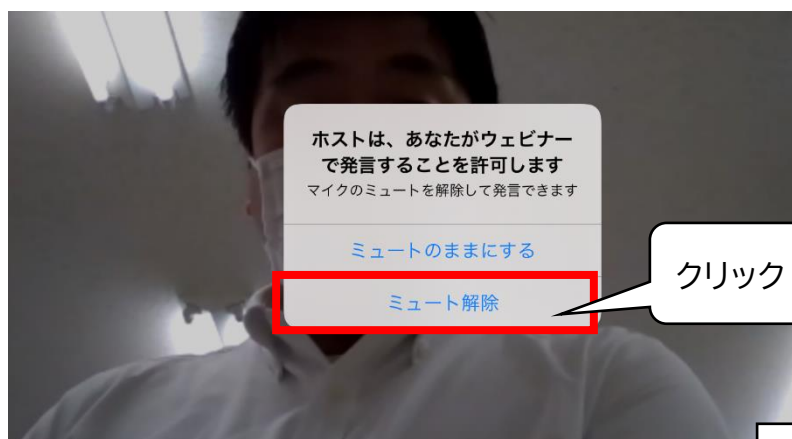 ホストは、あなたがウェビナー
で発言することを許可します
マイクのミュートを解除して発言できます
ミュートのままにする
ミュート解除
クリック